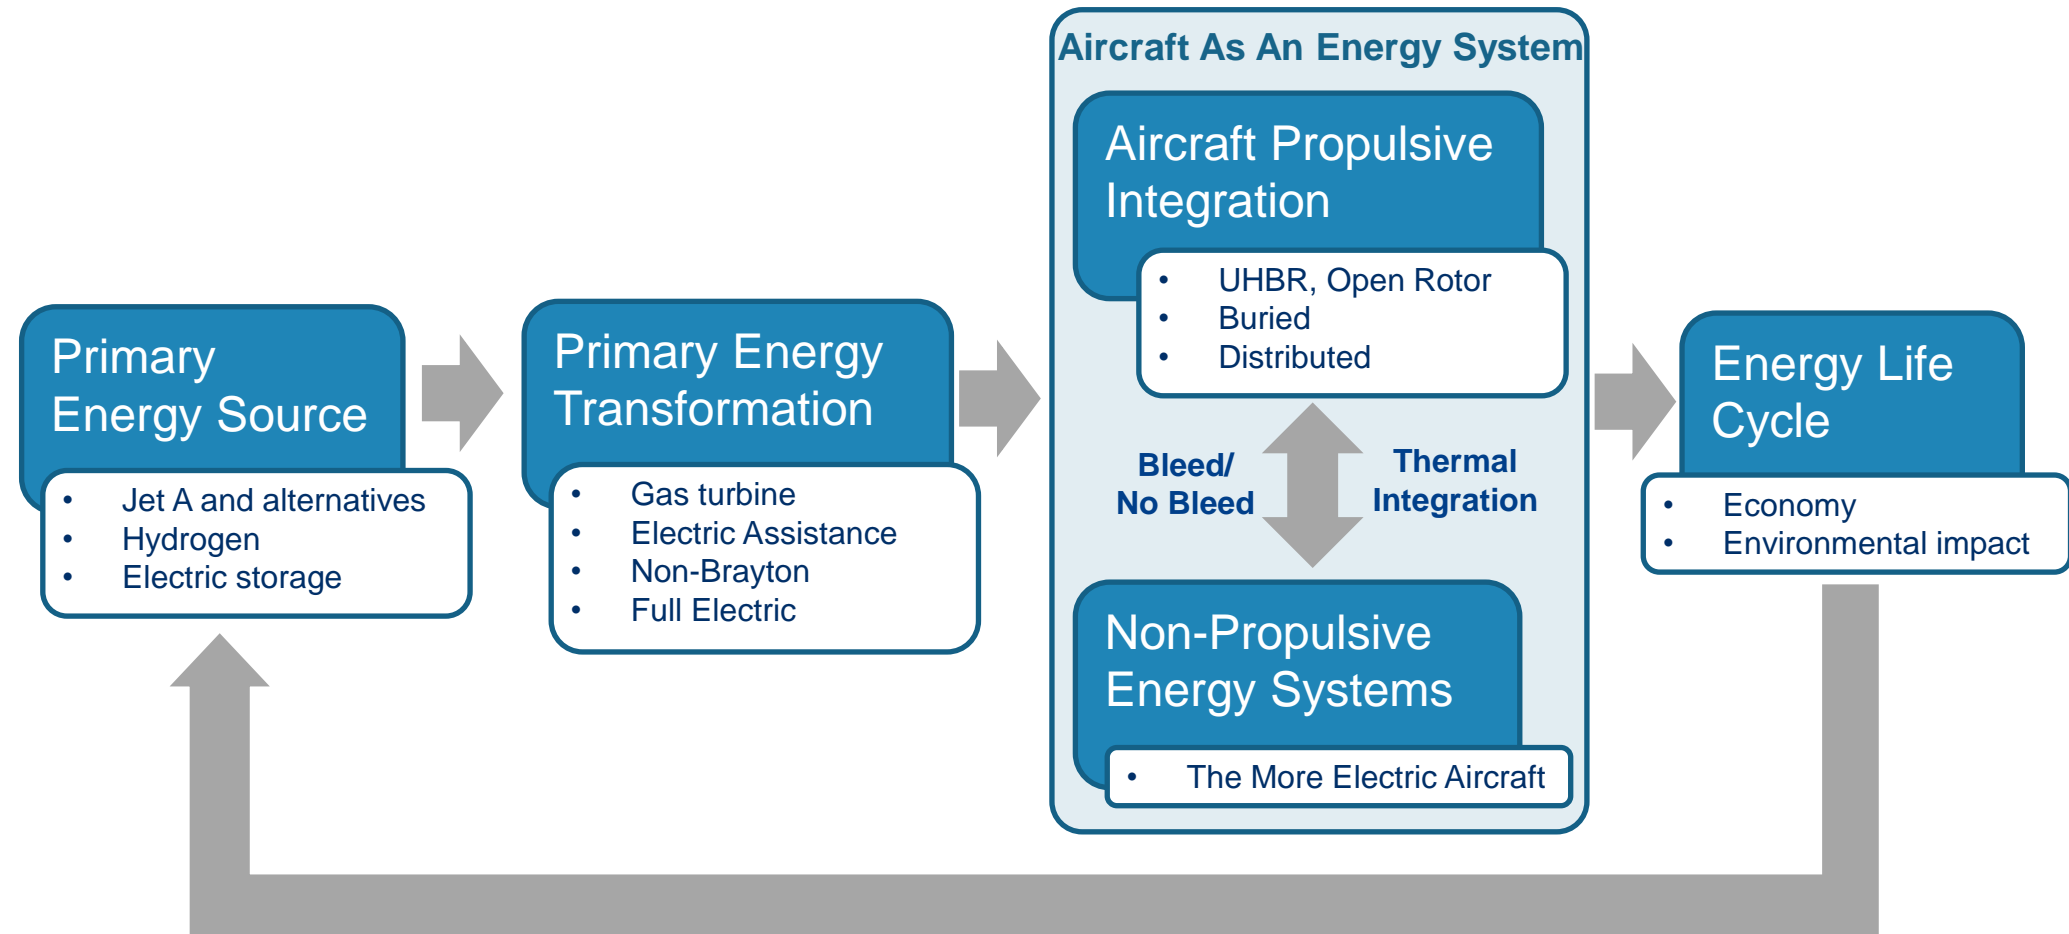 Primary
Energy Source
• Jet A and alternatives
• Hydrogen
• Electric storage
Primary Energy
Transformation
• Gas turbine
• Electric Assistance
• Non-Brayton
• Full Electric
Aircraft As An Energy System
Aircraft Propulsive
Integration
• UHBR, Open Rotor
• Buried
• Distributed
Bleed/
No Bleed
Thermal
Integration
Non-Propulsive
Energy Systems
• The More Electric Aircraft
Energy Life
Cycle
• Economy
• Environmental impact